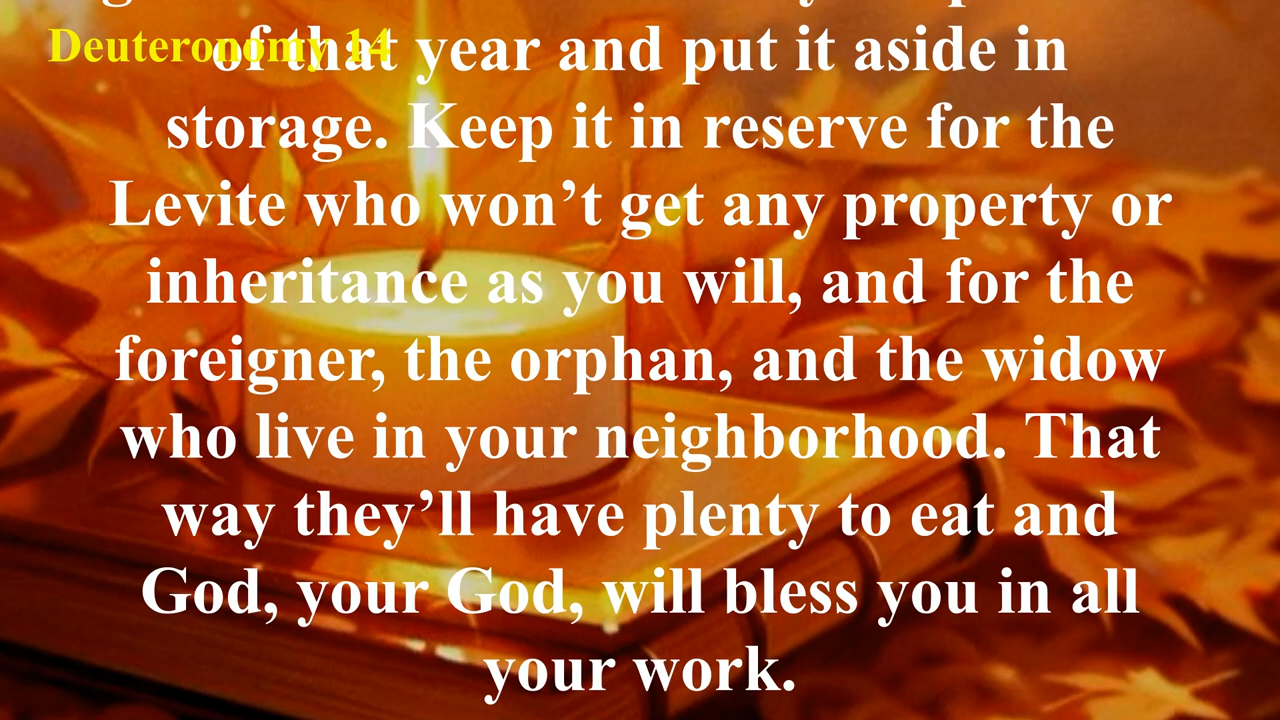 Deuteronomy 14
of that year and put it aside in
storage. Keep it in reserve for the
Levite who won’t get any property or
inheritance as you will, and for the
foreigner, the orphan, and the widow
who live in your neighborhood. That
way they’ll have plenty to eat and
God, your God, will bless you in all
your work.